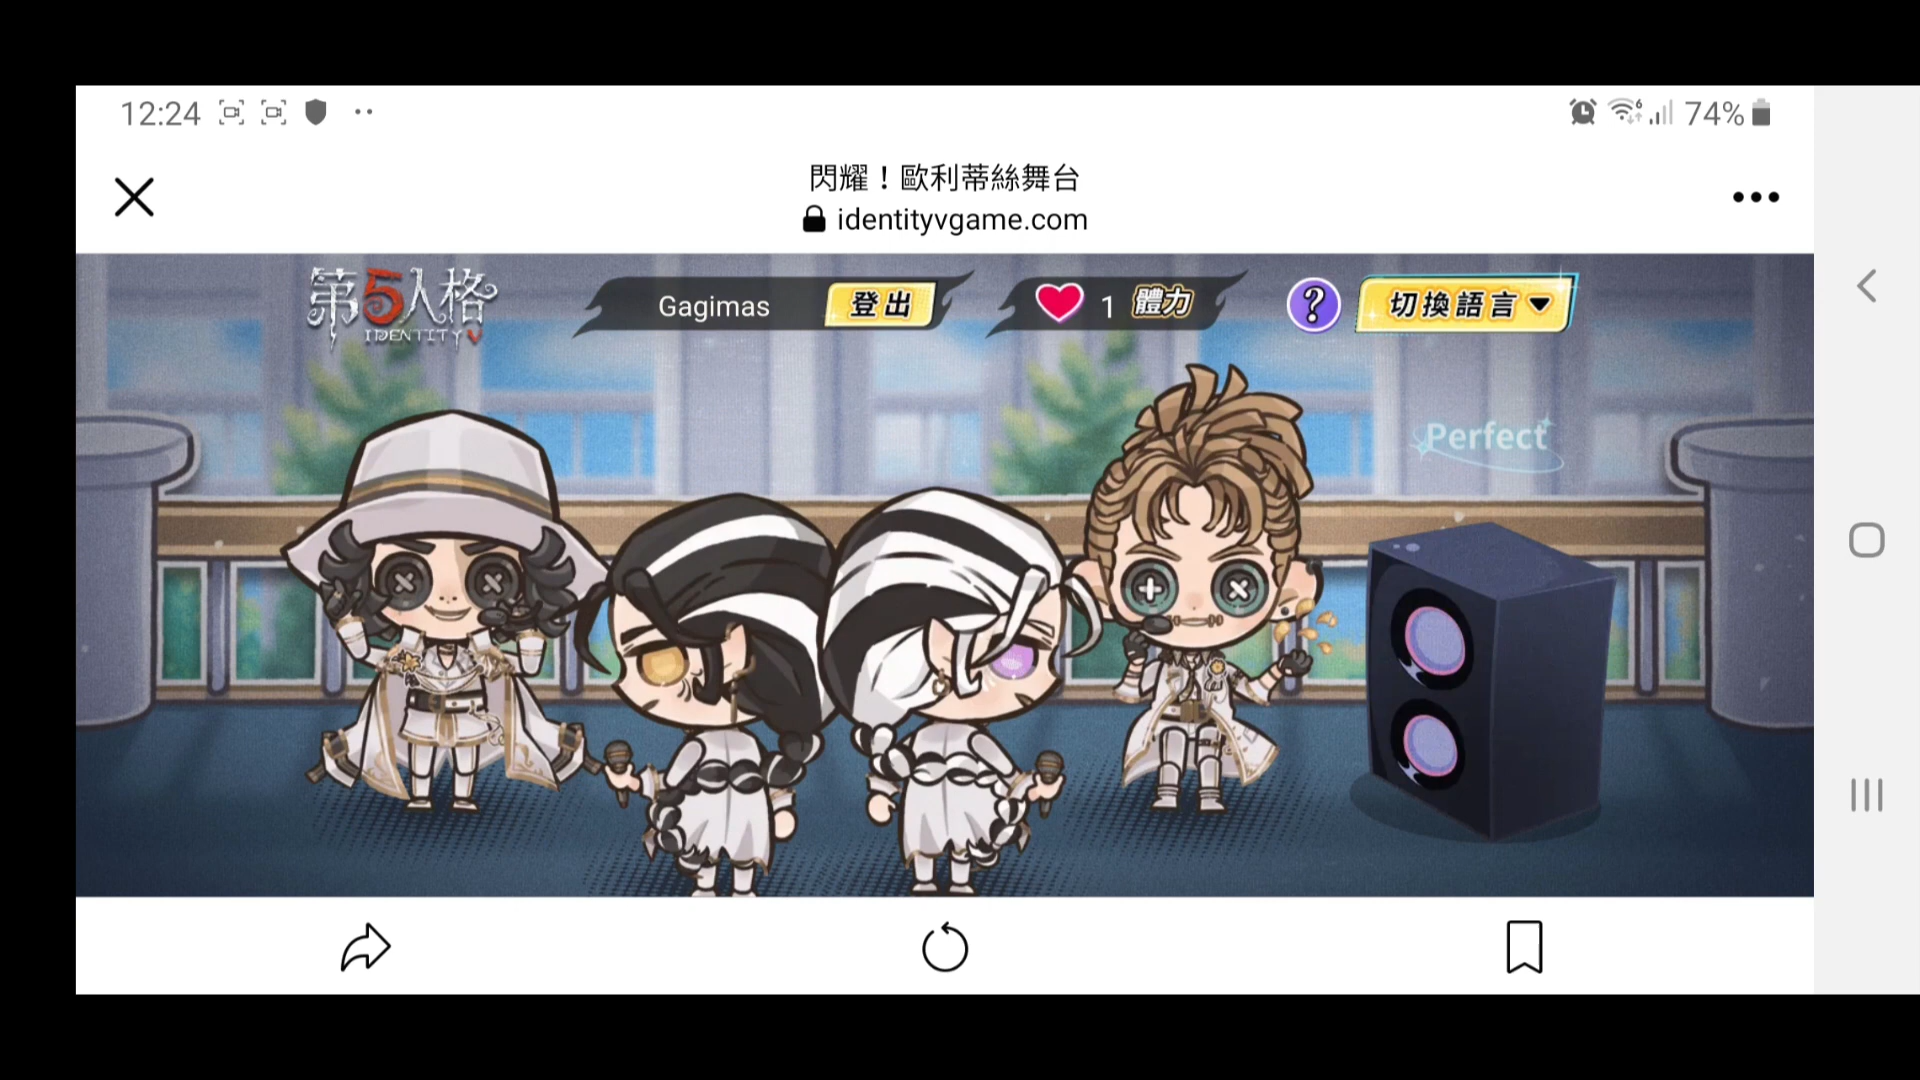 12:24
74%
閃耀！歐利蒂絲舞台
identityvgame.com
第5人格
IDENTITY V
Gagimas
登出
1 體力
?
切換語言
Perfect